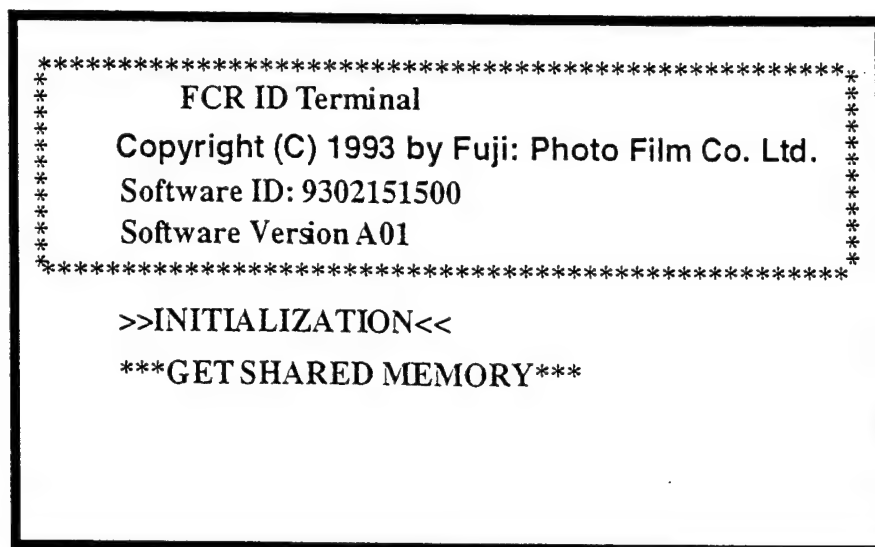 **************************************************
FCR ID Terminal
Copyright (C) 1993 by Fuji: Photo Film Co. Ltd.
Software ID: 9302151500
Software Version A01
**************************************************
>>INITIALIZATION<<
***GET SHARED MEMORY***